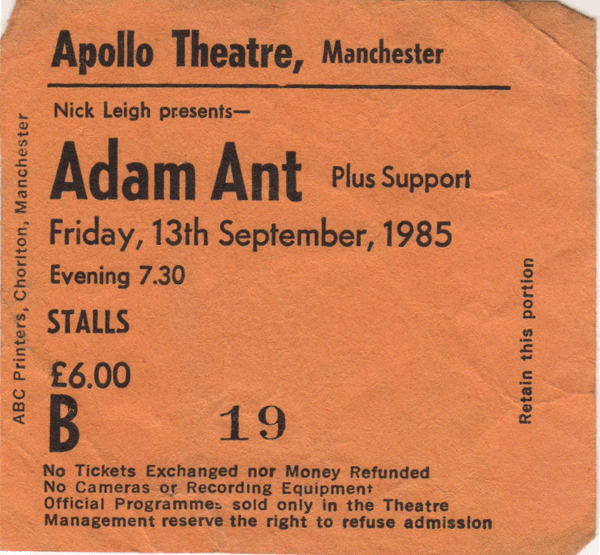 Apollo Theatre, Manchester
Nick Leigh presents—
Adam Ant Plus Support
Friday, 13th September, 1985
Evening 7.30
STALLS
£6.00
B 19
No Tickets Exchanged nor Money Refunded
No Cameras or Recording Equipment
Official Programmes sold only in the Theatre
Management reserve the right to refuse admission
ABC Printers, Chorlton, Manchester
Retain this portion